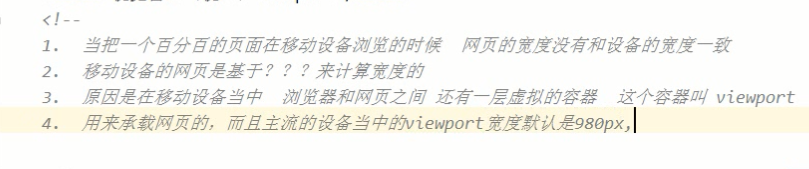 <!--
1. 当把一个百分百的页面在移动设备浏览的时候 网页的宽度没有和设备的宽度一致
2. 移动设备的网页是基于？？？来计算宽度的
3. 原因是在移动设备当中 浏览器和网页之间 还有一层虚拟的容器 这个容器叫 viewport
4. 用来承载网页的，而且主流的设备当中的viewport宽度默认是980px,